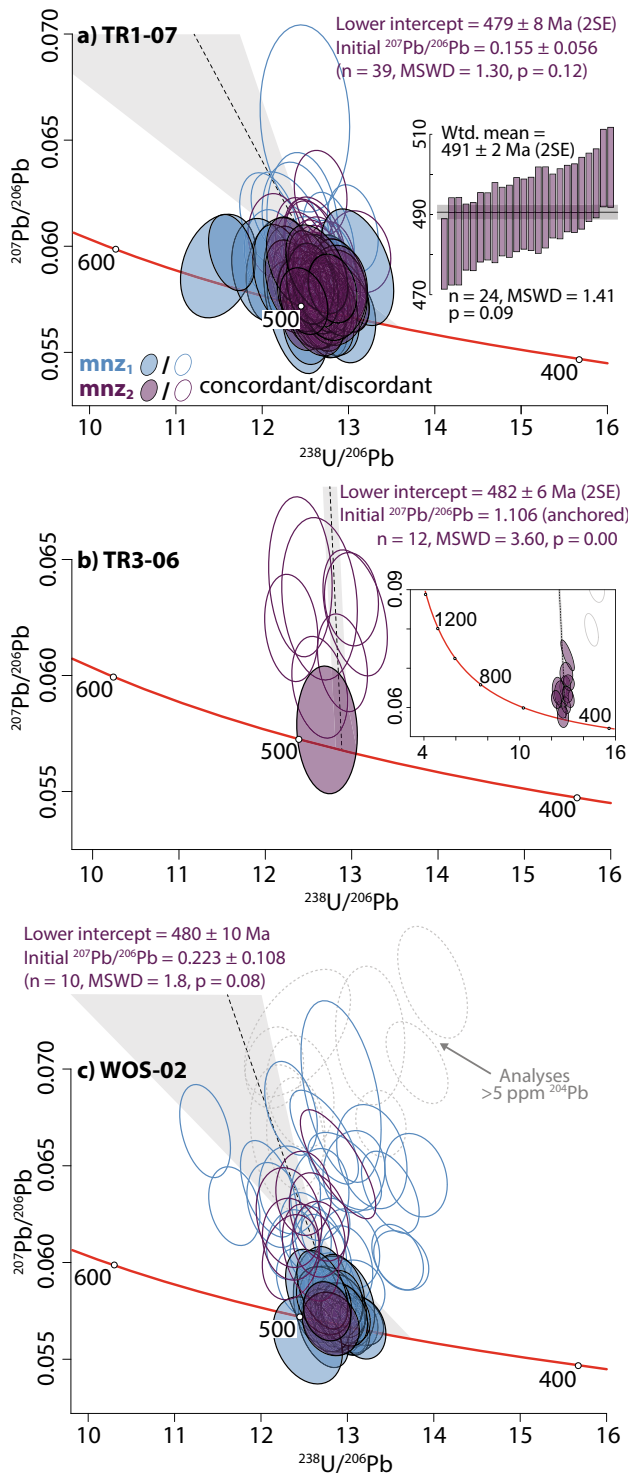 a) TR1-07
Lower intercept = 479 ± 8 Ma (2SE)
Initial ²⁰⁷Pb/²⁰⁶Pb = 0.155 ± 0.056
(n = 39, MSWD = 1.30, p = 0.12)
0.070
0.065
0.060
0.055
²⁰⁷Pb/²⁰⁶Pb
Wtd. mean =
491 ± 2 Ma (2SE)
510
490
470
n = 24, MSWD = 1.41
p = 0.09
600
500
400
mnz₁ /
mnz₂ / concordant/discordant
10 11 12 13 14 15 16
²³⁸U/²⁰⁶Pb
b) TR3-06
Lower intercept = 482 ± 6 Ma (2SE)
Initial ²⁰⁷Pb/²⁰⁶Pb = 1.106 (anchored)
n = 12, MSWD = 3.60, p = 0.00
0.065
0.060
0.055
²⁰⁷Pb/²⁰⁶Pb
0.09
0.06
1200
800
400
4 10 16
600
500
400
10 11 12 13 14 15 16
²³⁸U/²⁰⁶Pb
Lower intercept = 480 ± 10 Ma
Initial ²⁰⁷Pb/²⁰⁶Pb = 0.223 ± 0.108
(n = 10, MSWD = 1.8, p = 0.08)
c) WOS-02
Analyses
>5 ppm ²⁰⁴Pb
0.070
0.065
0.060
0.055
²⁰⁷Pb/²⁰⁶Pb
600
500
400
10 11 12 13 14 15 16
²³⁸U/²⁰⁶Pb